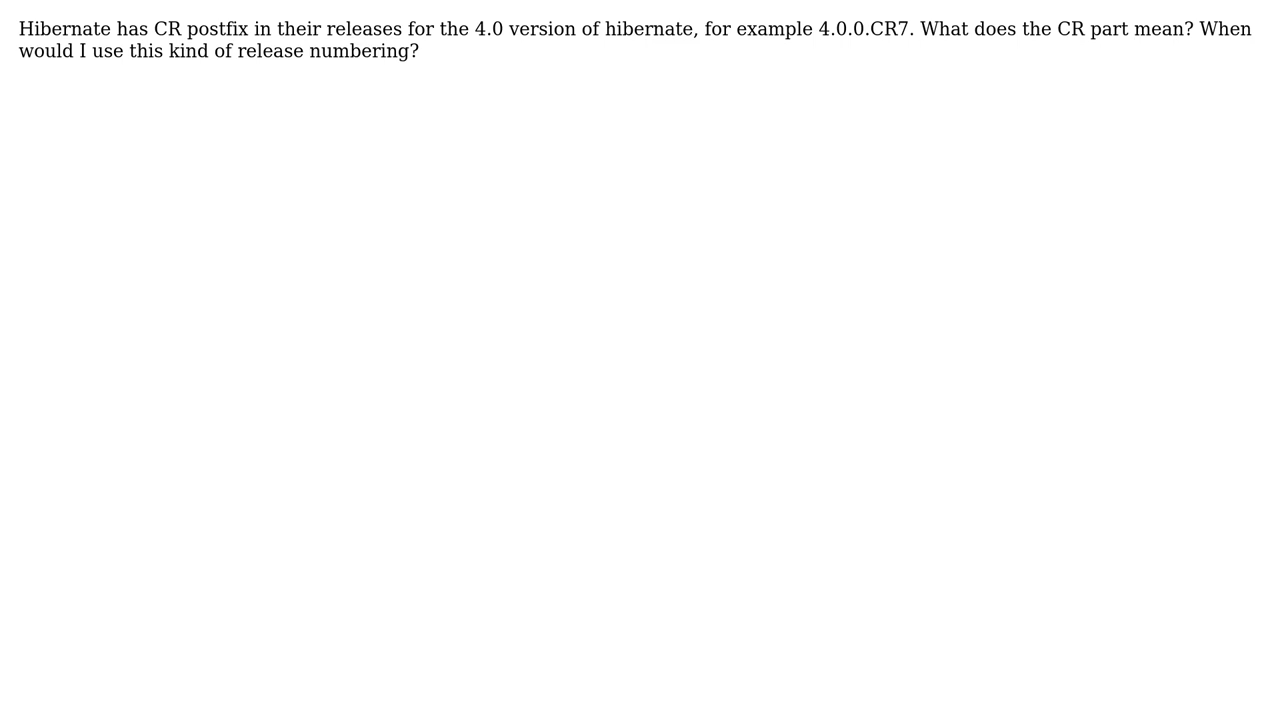 Hibernate has CR postfix in their releases for the 4.0 version of hibernate, for example 4.0.0.CR7. What does the CR part mean? When
would I use this kind of release numbering?